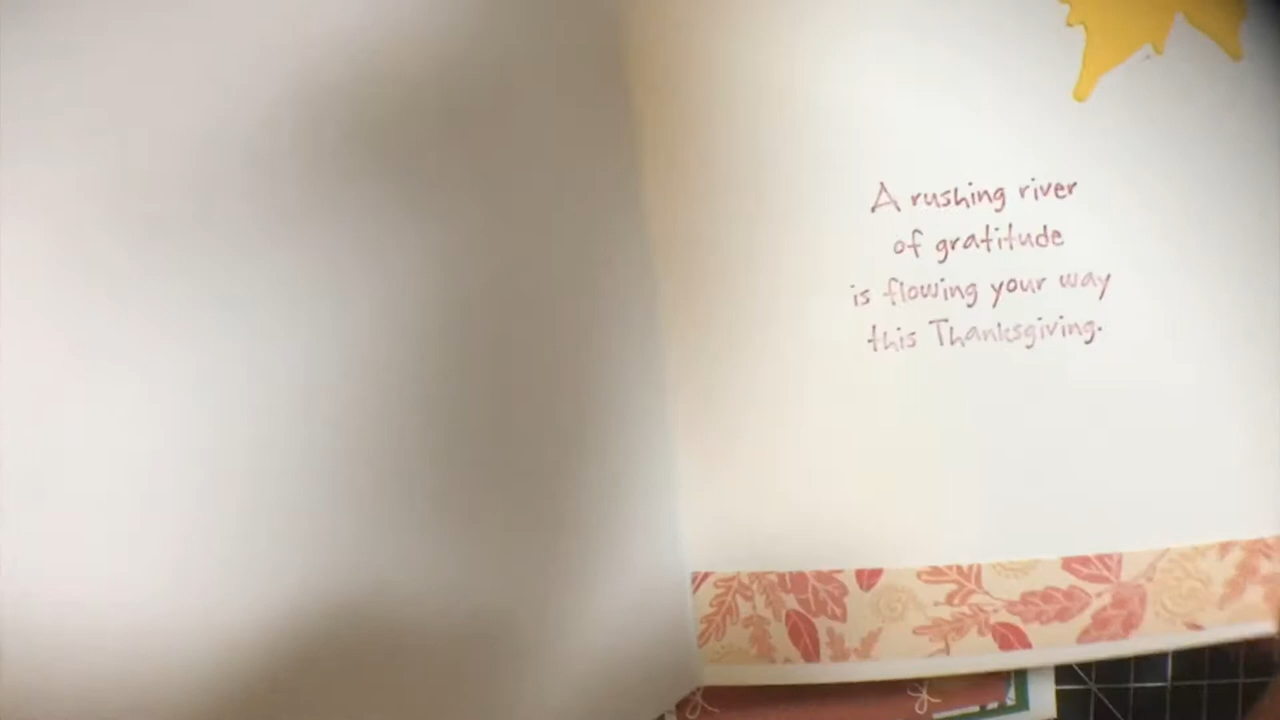 A rushing river
of gratitude
is flowing your way
this Thanksgiving.